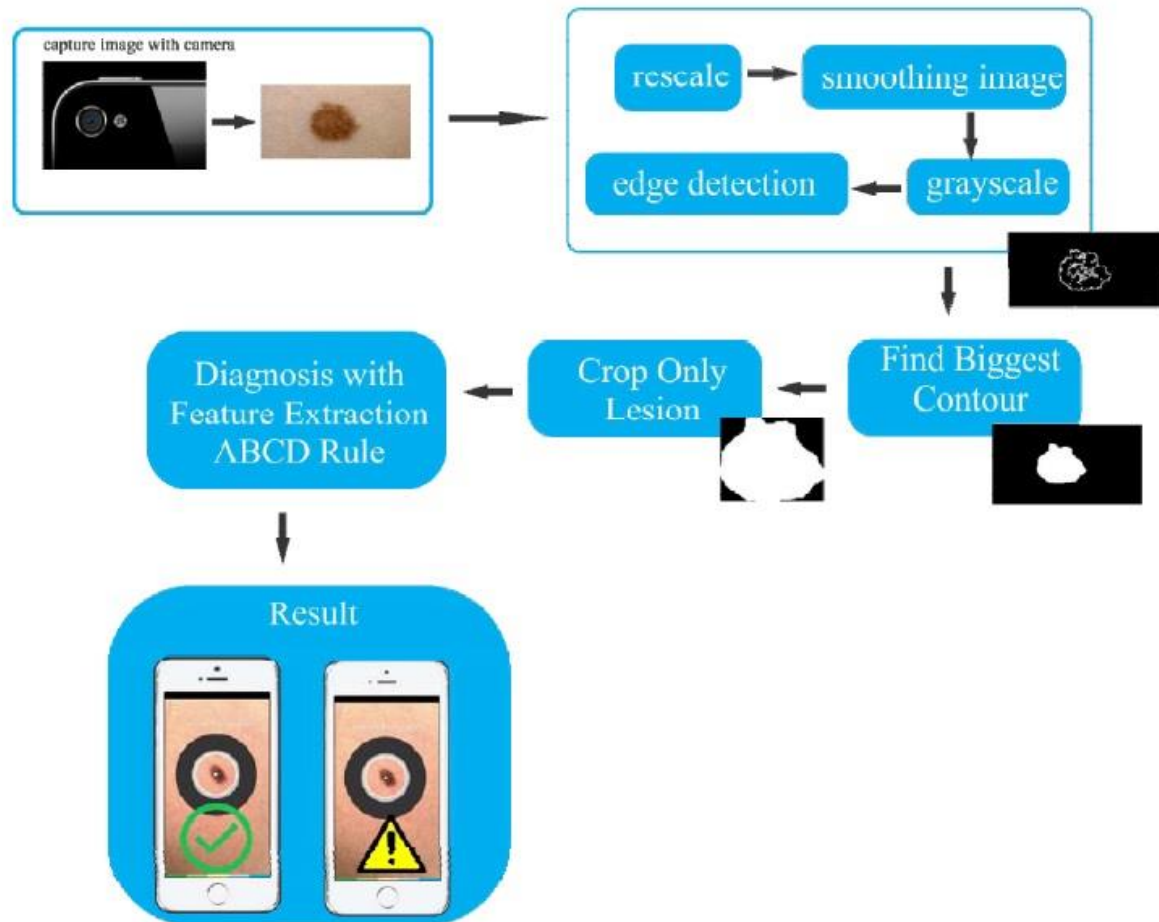 capture image with camera
rescale
smoothing image
grayscale
edge detection
Find Biggest
Contour
Crop Only
Lesion
Diagnosis with
Feature Extraction
ABCD Rule
Result